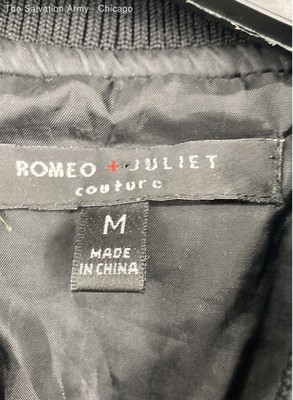 The Salvation Army - Chicago
ROMEO + JULIET
couture
M
MADE
IN CHINA